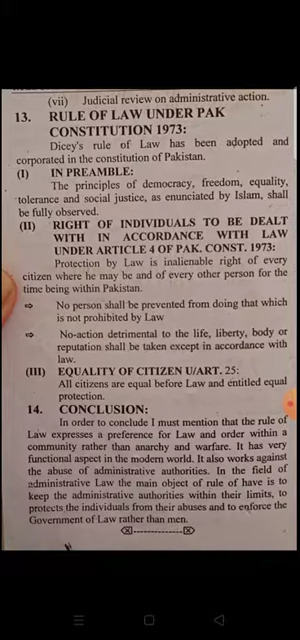 (vii) Judicial review on administrative action.
13. RULE OF LAW UNDER PAK
CONSTITUTION 1973:
Dicey's rule of Law has been adopted and
corporated in the constitution of Pakistan.
(I) IN PREAMBLE:
The principles of democracy, freedom, equality,
tolerance and social justice, as enunciated by Islam, shall
be fully observed.
(II) RIGHT OF INDIVIDUALS TO BE DEALT
WITH IN ACCORDANCE WITH LAW
UNDER ARTICLE 4 OF PAK. CONST. 1973:
Protection by Law is inalienable right of every
citizen where he may be and of every other person for the
time being within Pakistan.
⇨ No person shall be prevented from doing that which
is not prohibited by Law
⇨ No-action detrimental to the life, liberty, body or
reputation shall be taken except in accordance with
law.
(III) EQUALITY OF CITIZEN U/ART. 25:
All citizens are equal before Law and entitled equal
protection.
14. CONCLUSION:
In order to conclude I must mention that the rule of
Law expresses a preference for Law and order within a
community rather than anarchy and warfare. It has very
functional aspect in the modern world. It also works against
the abuse of administrative authorities. In the field of
administrative Law the main object of rule of have is to
keep the administrative authorities within their limits, to
protects the individuals from their abuses and to enforce the
Government of Law rather than men.